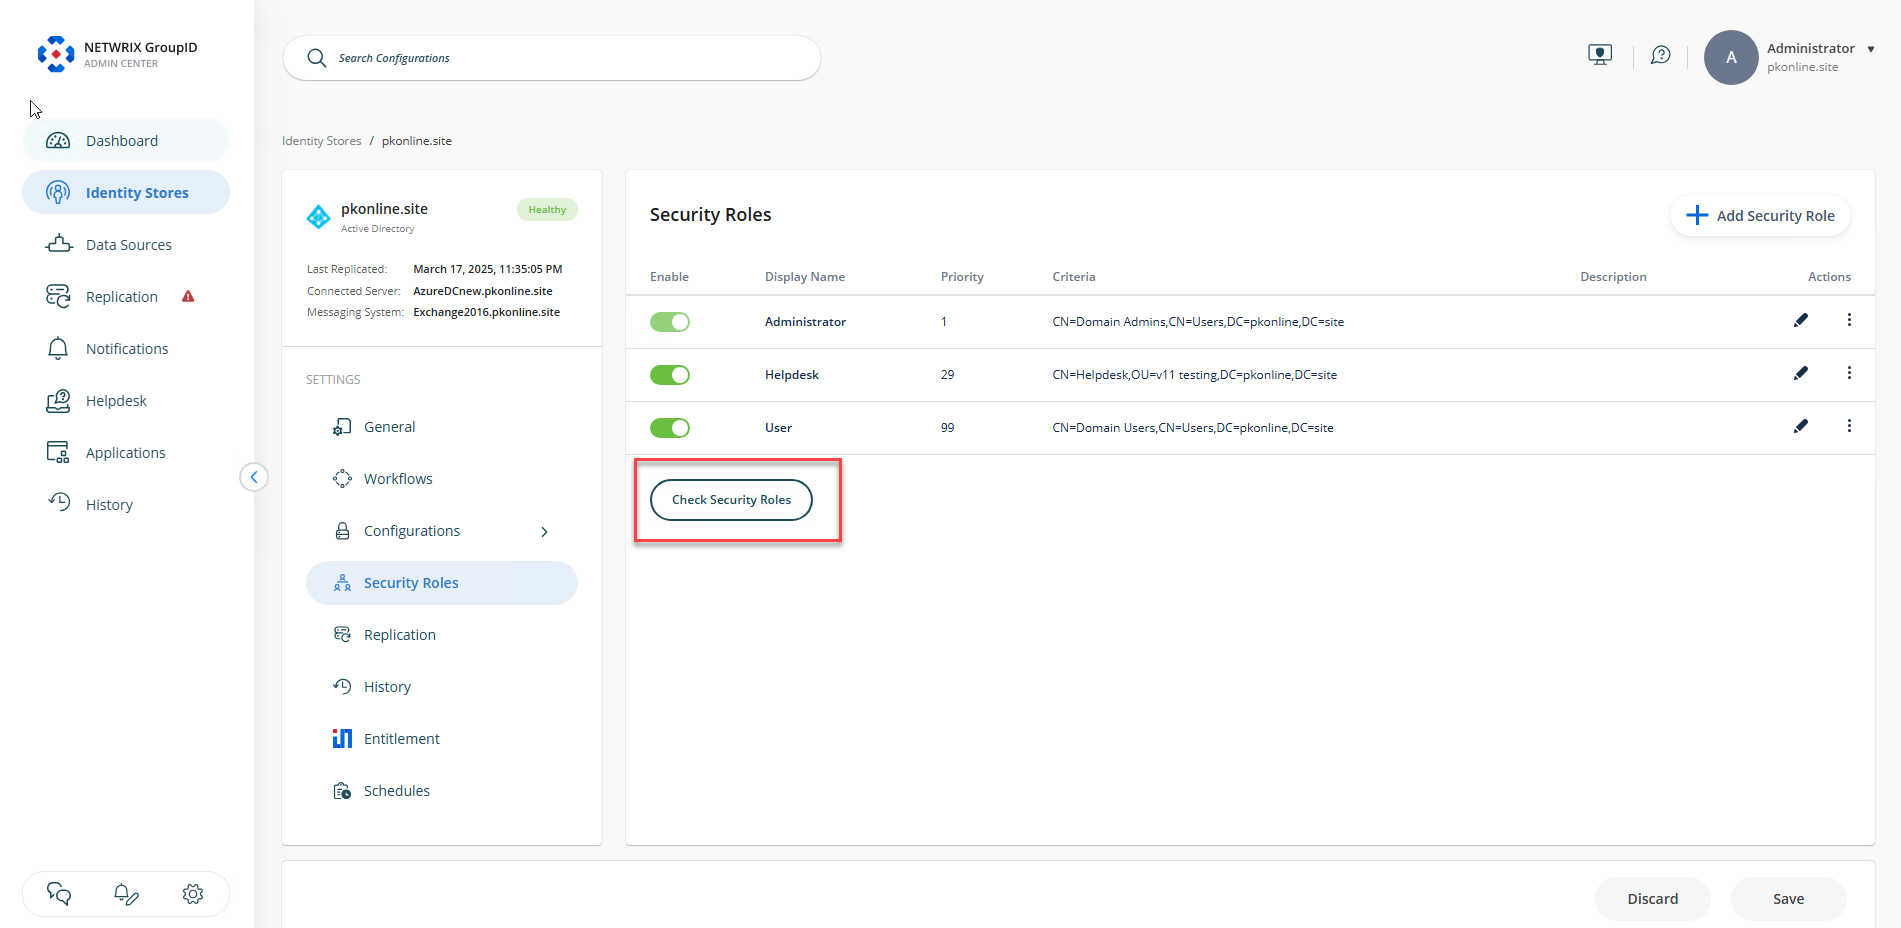 NETWRIX GroupID
ADMIN CENTER
Search Configurations
A
Administrator
pkonline.site
Dashboard
Identity Stores
Data Sources
Replication
Notifications
Helpdesk
Applications
History
Identity Stores / pkonline.site
pkonline.site
Healthy
Active Directory
Last Replicated: March 17, 2025, 11:35:05 PM
Connected Server: AzureDCnew.pkonline.site
Messaging System: Exchange2016.pkonline.site
SETTINGS
General
Workflows
Configurations
Security Roles
Replication
History
Entitlement
Schedules
Security Roles
Add Security Role
Enable Display Name Priority Criteria Description Actions
Administrator 1 CN=Domain Admins,CN=Users,DC=pkonline,DC=site
Helpdesk 29 CN=Helpdesk,OU=v11 testing,DC=pkonline,DC=site
User 99 CN=Domain Users,CN=Users,DC=pkonline,DC=site
Check Security Roles
Discard Save